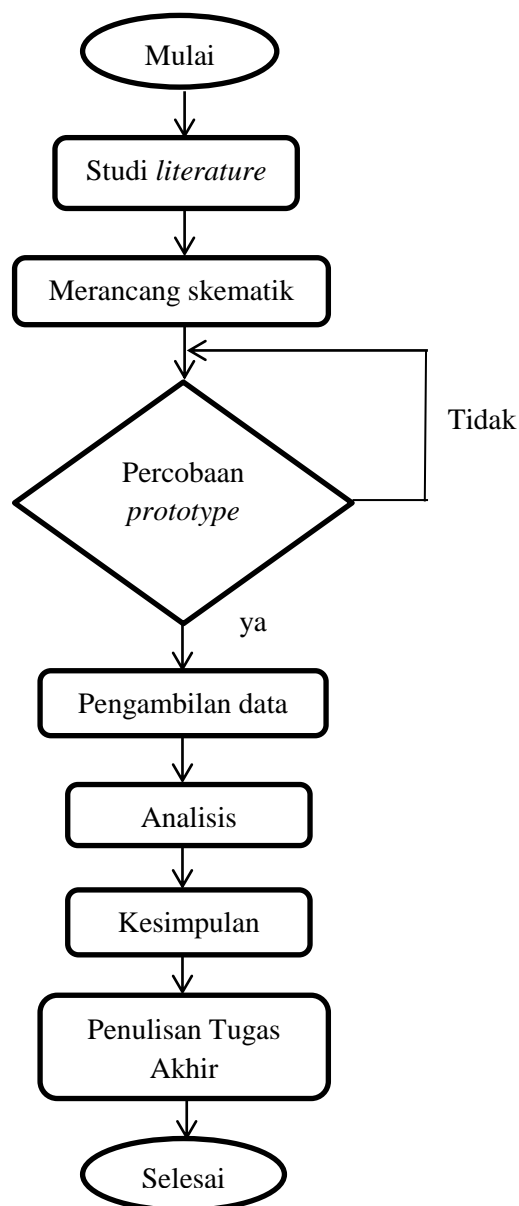 Mulai
Studi literature
Merancang skematik
Tidak
Percobaan
prototype
ya
Pengambilan data
Analisis
Kesimpulan
Penulisan Tugas
Akhir
Selesai